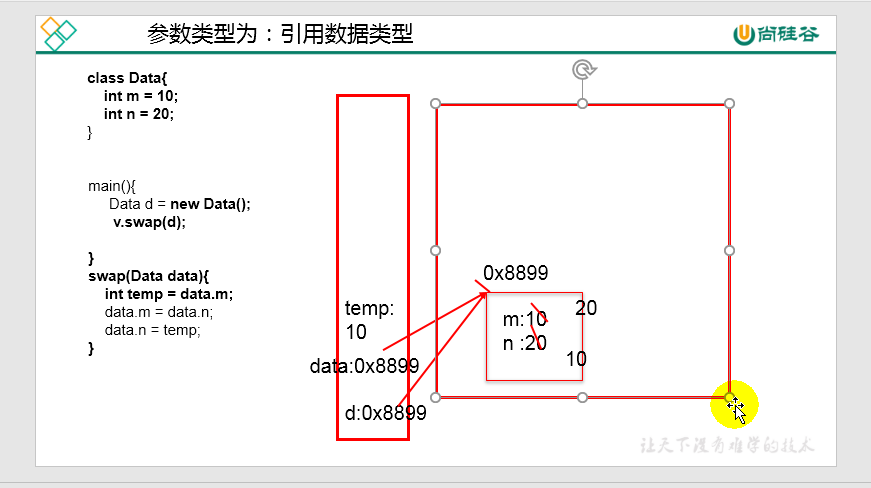 参数类型为：引用数据类型
尚硅谷
class Data{
int m = 10;
int n = 20;
}
main(){
Data d = new Data();
v.swap(d);
}
swap(Data data){
int temp = data.m;
data.m = data.n;
data.n = temp;
}
temp:
10
data:0x8899
d:0x8899
0x8899
m:10
20
n :20
10
让天下没有难学的技术